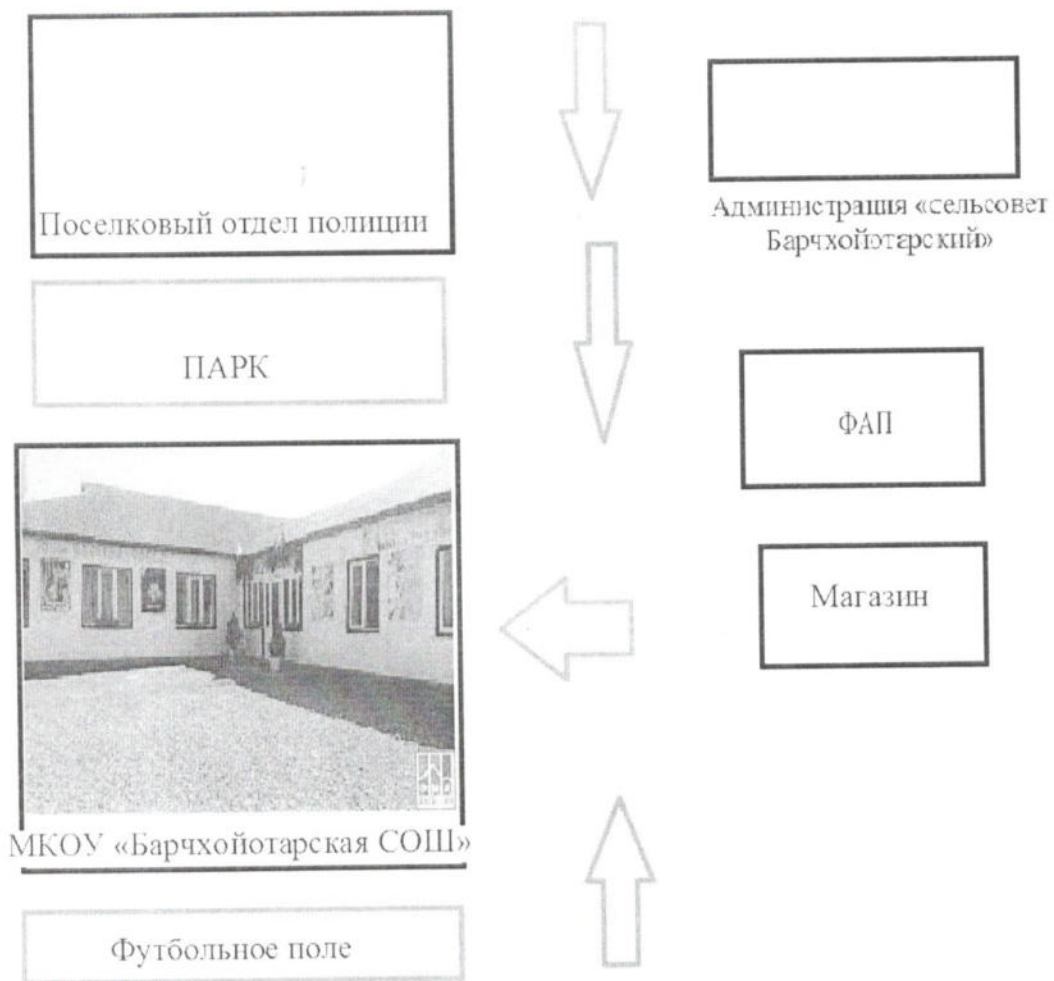 Поселковый отдел полиции
Администрация «сельсовет
Барчхойотарский»
ПАРК
ФАП
Магазин
МКОУ «Барчхойотарская СОШ»
Футбольное поле